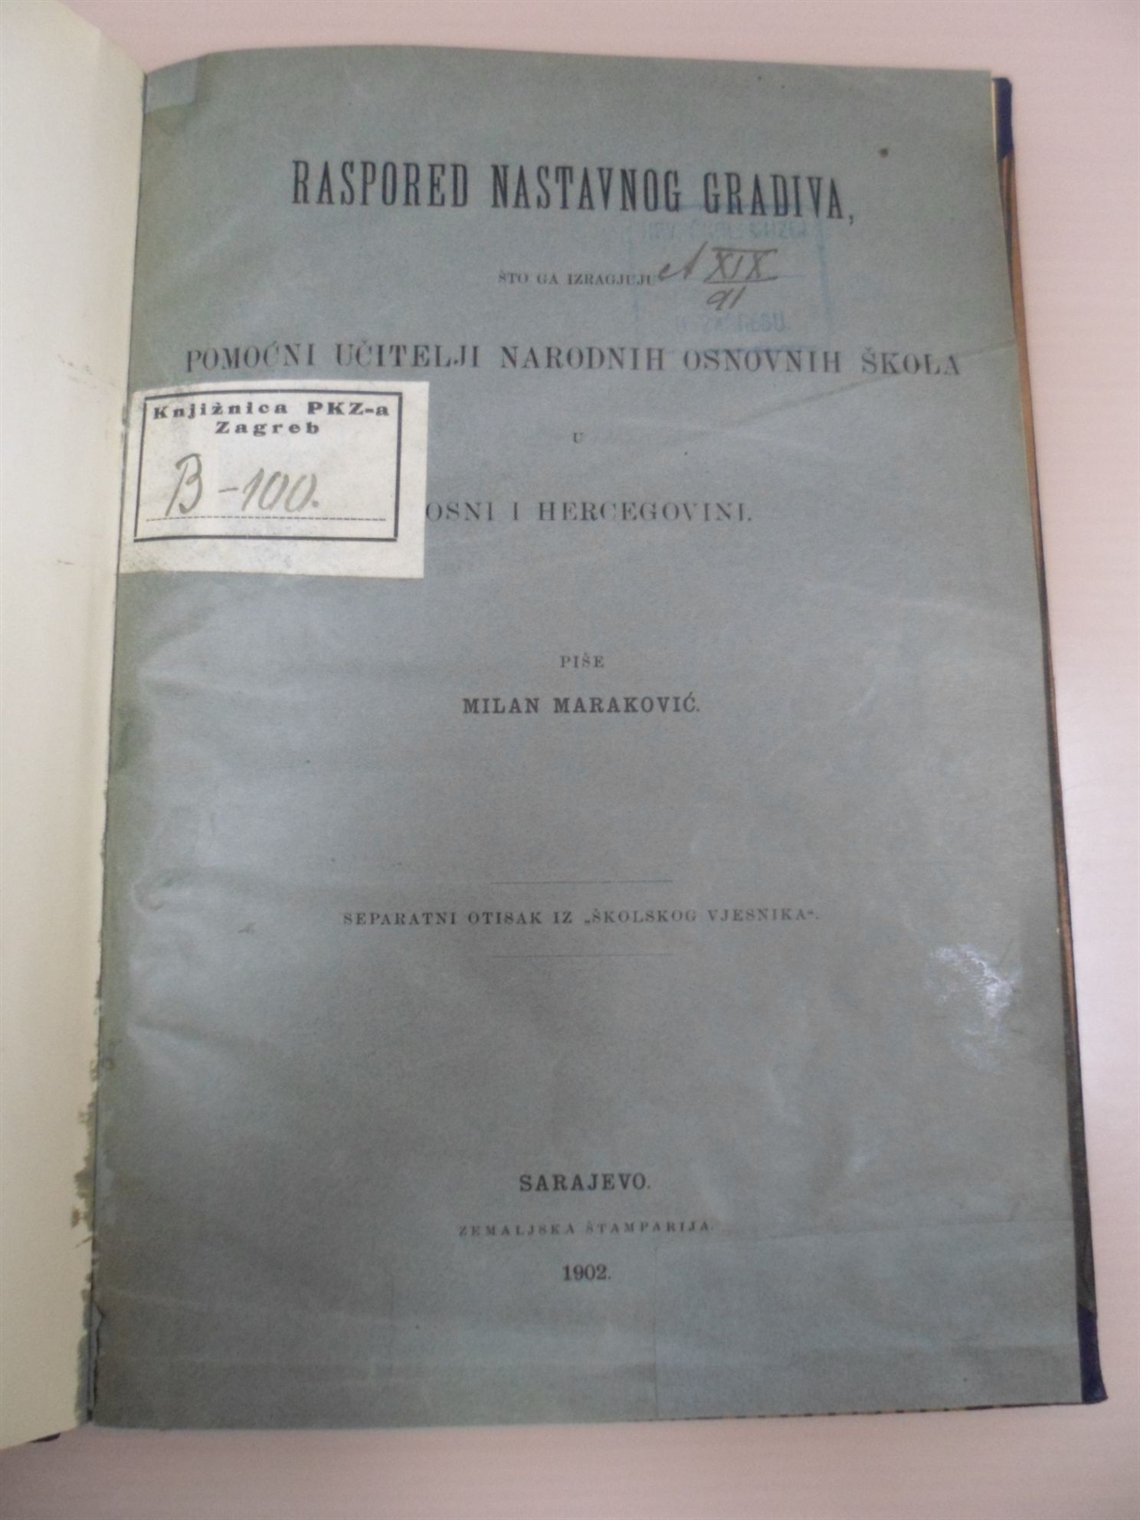 RASPORED NASTAVNOG GRADIVA,
ŠTO GA IZRAGJUJU
A XIX
91
POMOĆNI UČITELJI NARODNIH OSNOVNIH ŠKOLA
Knjižnica PKZ-a
Zagreb
B-100.
U
OSNI I HERCEGOVINI.
PIŠE
MILAN MARAKOVIĆ.
SEPARATNI OTISAK IZ „ŠKOLSKOG VJESNIKA“.
SARAJEVO.
ZEMALJSKA ŠTAMPARIJA
1902.